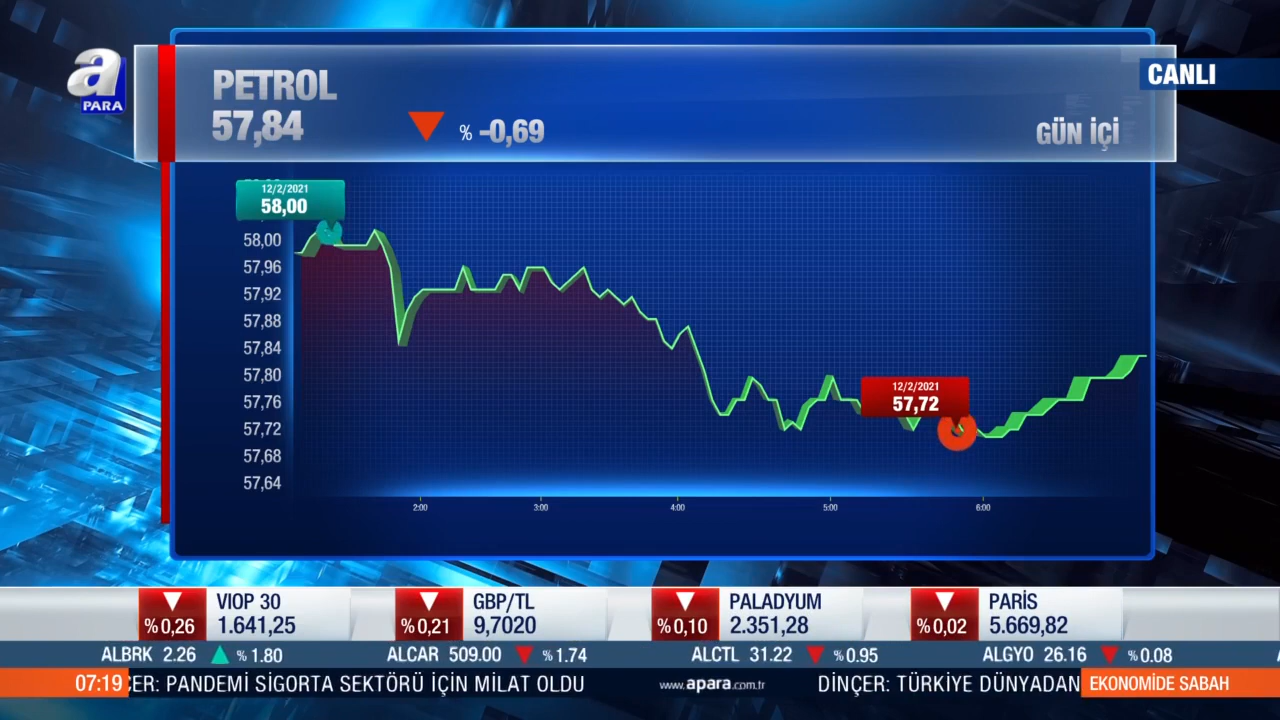 a
PARA
PETROL
57,84
% -0,69
GÜN İÇİ
CANLI
12/2/2021
58,00
58,00
57,96
57,92
57,88
57,84
57,80
57,76
57,72
57,68
57,64
12/2/2021
57,72
2:00
3:00
4:00
5:00
6:00
%0,26
VIOP 30
1.641,25
%0,21
GBP/TL
9,7020
%0,10
PALADYUM
2.351,28
%0,02
PARİS
5.669,82
ALBRK 2.26 %1.80
ALCAR 509.00 %1.74
ALCTL 31.22 %0.95
ALGYO 26.16 %0.08
07:19
ÇER: PANDEMİ SİGORTA SEKTÖRÜ İÇİN MİLAT OLDU
www.apara.com.tr
DİNÇER: TÜRKİYE DÜNYADAN
EKONOMİDE SABAH